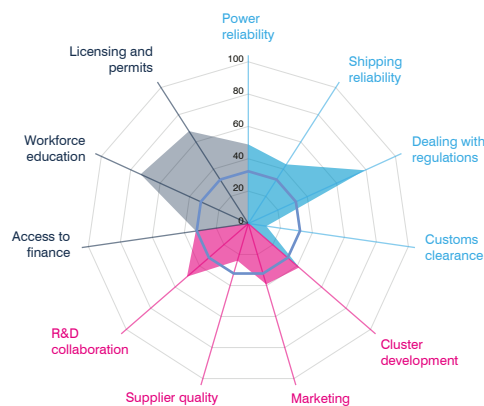 Power
reliability
Licensing and
permits
Shipping
reliability
100
80
60
40
20
0
Workforce
education
Dealing with
regulations
Access to
finance
Customs
clearance
R&D
collaboration
Cluster
development
Supplier quality
Marketing